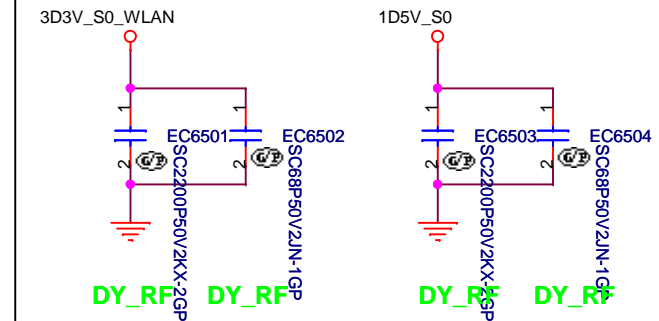 3D3V_S0_WLAN
1D5V_S0
1
1
1
1
EC6501
EC6502
EC6503
EC6504
2
G/P
2
G/P
2
G/P
2
G/P
SC2200P50V2KX-2GP
SC68P50V2JN-1GP
SC2200P50V2KX-2GP
SC68P50V2JN-1GP
DY_RF
DY_RF
DY_RF
DY_RF